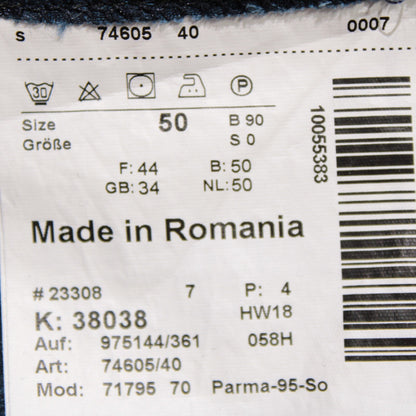 s 74605 40 0007
30 P
Size 50 B 90
Größe S 0
F: 44 B: 50
GB: 34 NL: 50
10055383
Made in Romania
# 23308 7 P: 4
K: 38038 HW18
Auf: 975144/361 058H
Art: 74605/40
Mod: 71795 70 Parma-95-So